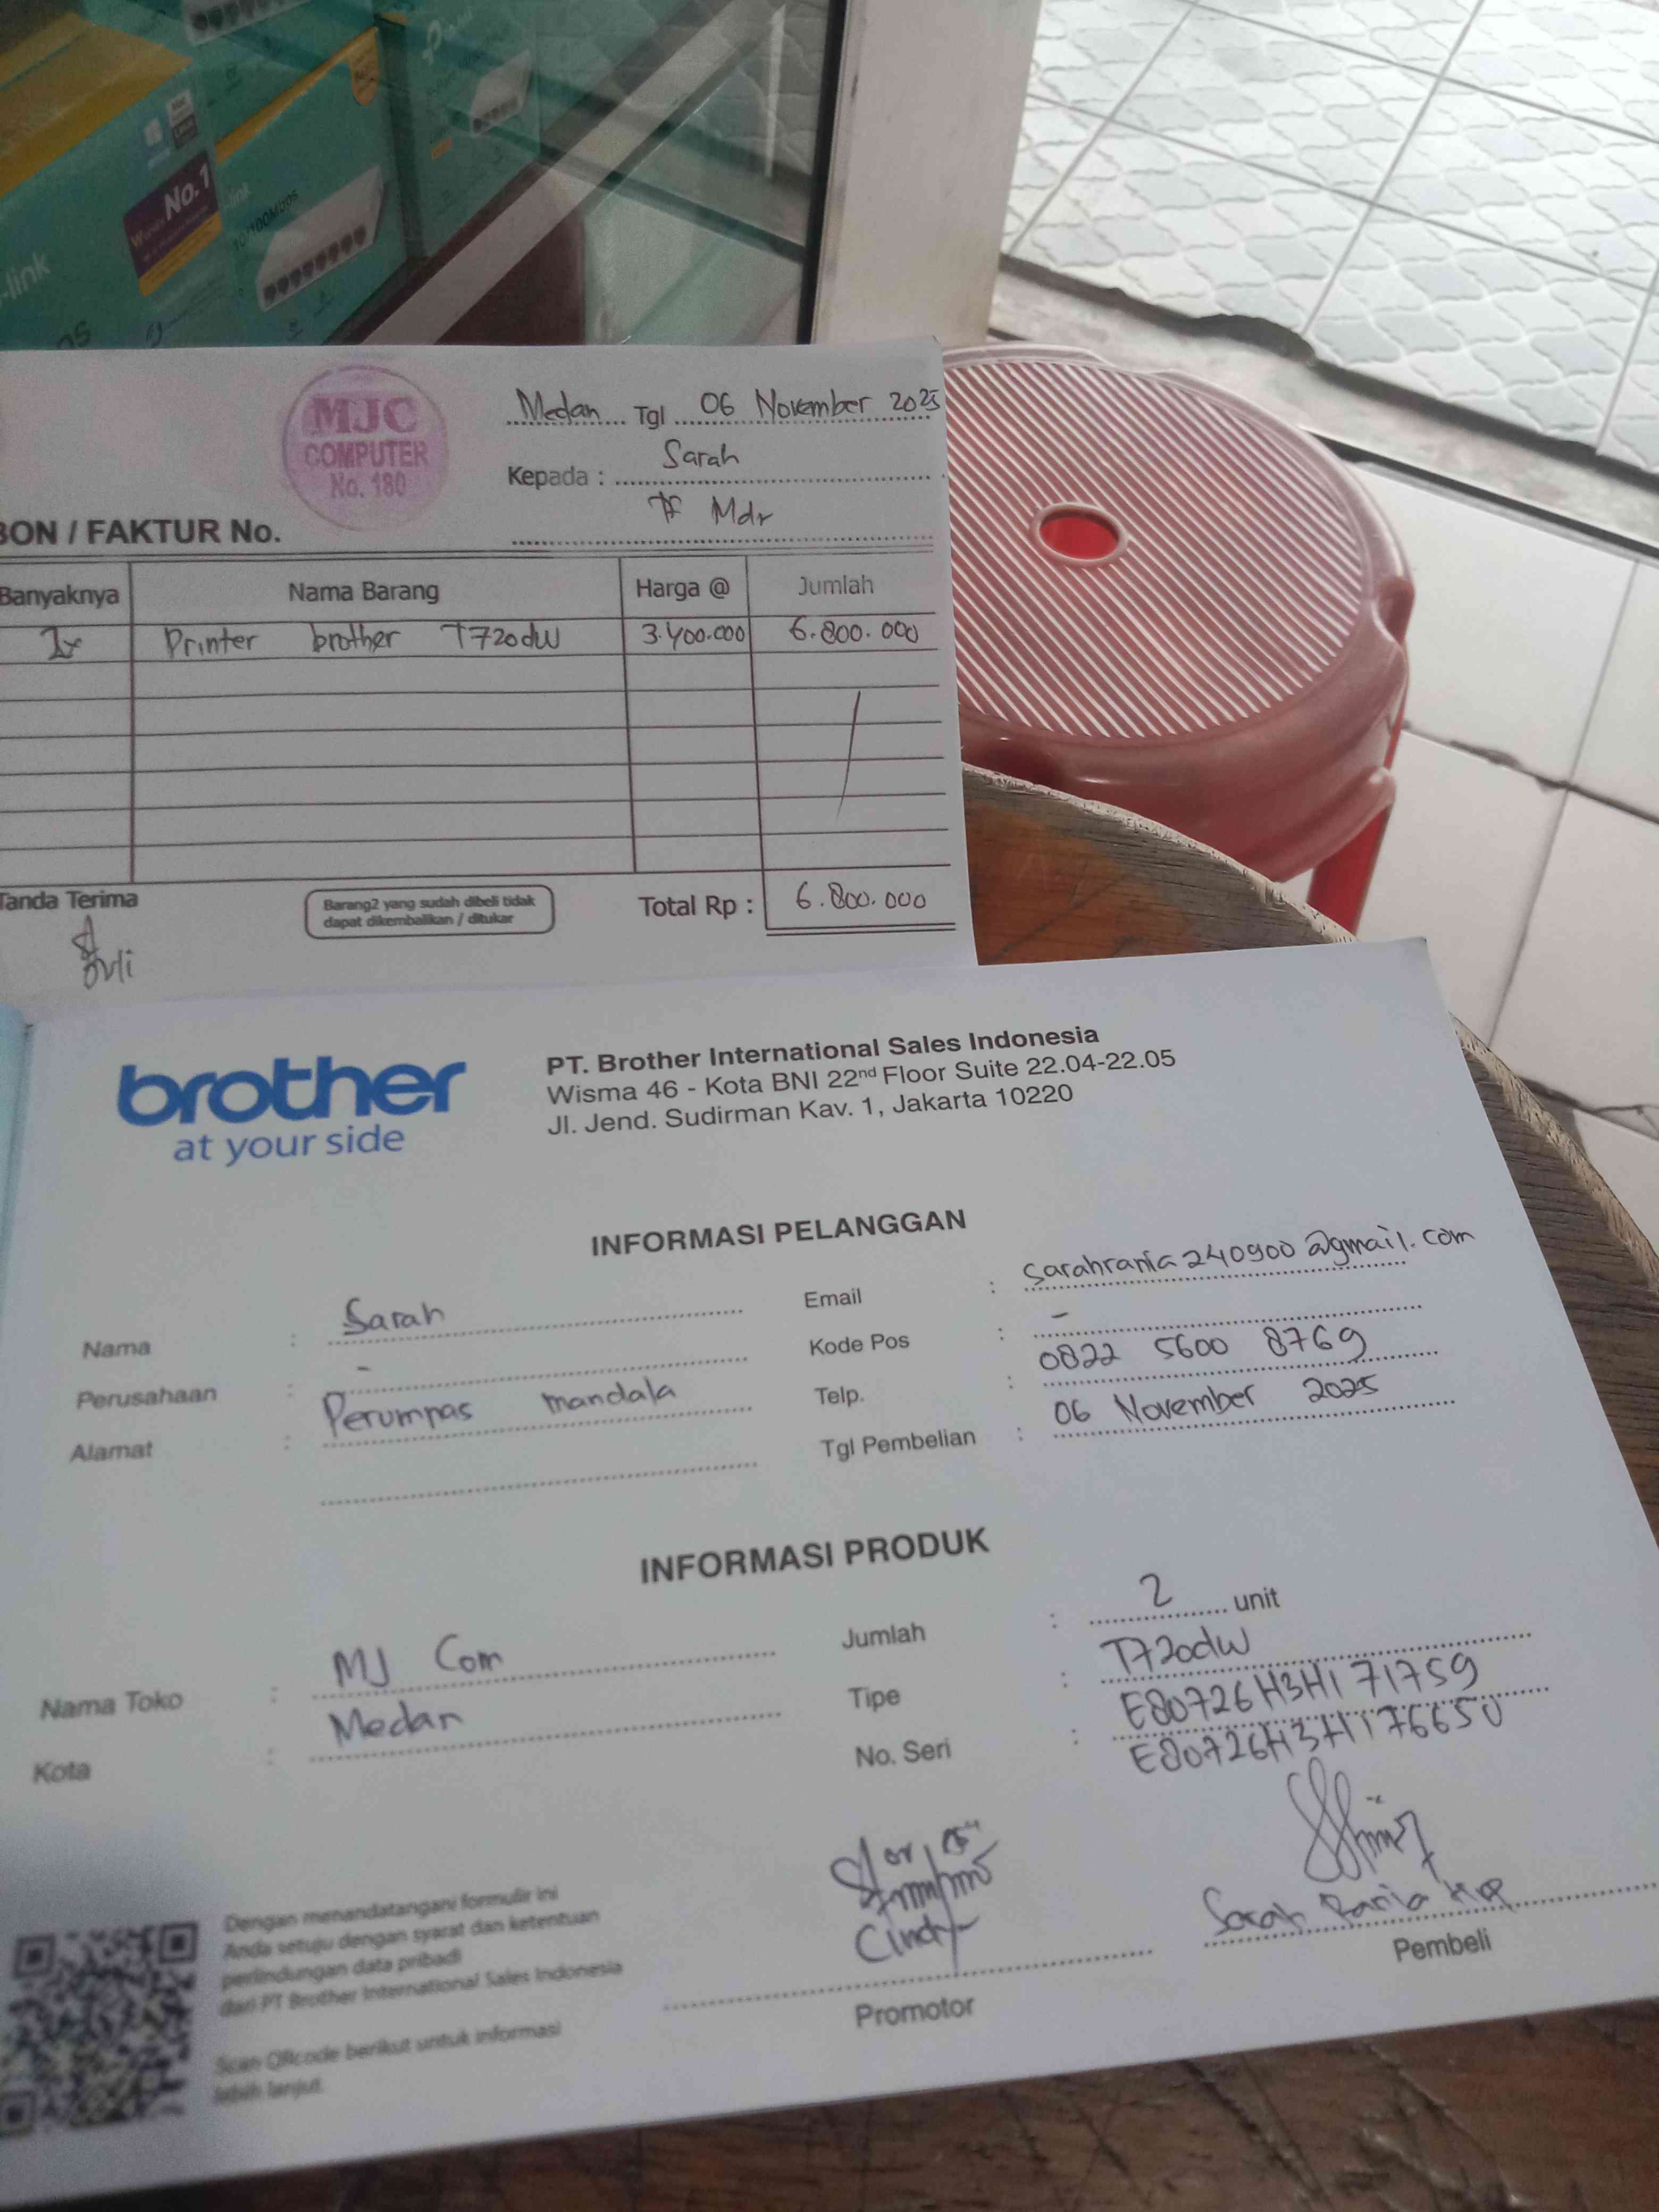 World's No.1
-link
10/100Mbps
-link
MJC
COMPUTER
No. 180
Medan Tgl 06 November 2025
Kepada : Sarah
TF Mdr
BON / FAKTUR No.
Banyaknya Nama Barang Harga @ Jumlah
2x Printer brother T720dw 3.400.000 6.800.000
Tanda Terima
Barang2 yang sudah dibeli tidak
dapat dikembalikan / ditukar
Total Rp : 6.800.000
brother
at your side
PT. Brother International Sales Indonesia
Wisma 46 - Kota BNI 22nd Floor Suite 22.04-22.05
Jl. Jend. Sudirman Kav. 1, Jakarta 10220
INFORMASI PELANGGAN
Nama : Sarah
Perusahaan : -
Alamat : Perumnas mandala
Email : sarahrania240900@gmail.com
Kode Pos : -
Telp. : 0822 5600 8769
Tgl Pembelian : 06 November 2025
INFORMASI PRODUK
Nama Toko : MJ Com
Kota : Medan
Jumlah : 2 unit
Tipe : T720dw
No. Seri : E80726H3H171759
E80726H3H176650
Dengan menandatangani formulir ini
Anda setuju dengan syarat dan ketentuan
perlindungan data pribadi
dari PT Brother International Sales Indonesia
Scan QRcode berikut untuk informasi
lebih lanjut.
Cindy
Promotor
Sarah Rania
Pembeli